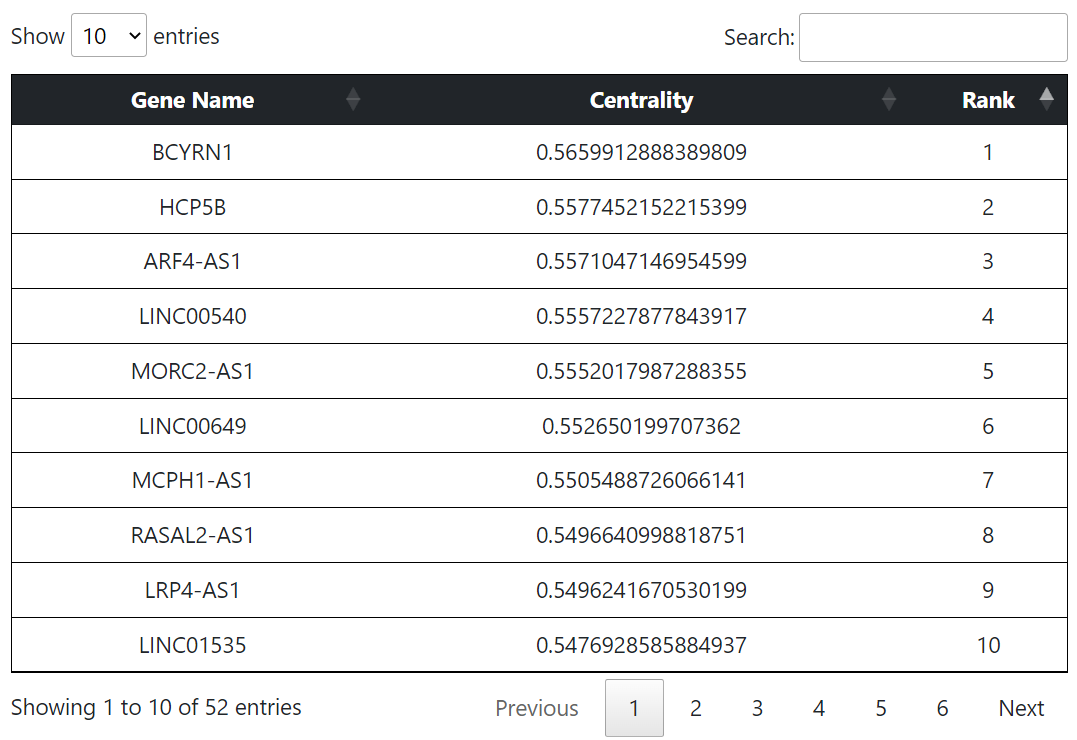 Show 10 entries Search:
Gene Name Centrality Rank
BCYRN1 0.5659912888389809 1
HCP5B 0.5577452152215399 2
ARF4-AS1 0.5571047146954599 3
LINC00540 0.5557227877843917 4
MORC2-AS1 0.5552017987288355 5
LINC00649 0.552650199707362 6
MCPH1-AS1 0.5505488726066141 7
RASAL2-AS1 0.5496640998818751 8
LRP4-AS1 0.5496241670530199 9
LINC01535 0.5476928585884937 10
Showing 1 to 10 of 52 entries Previous 1 2 3 4 5 6 Next